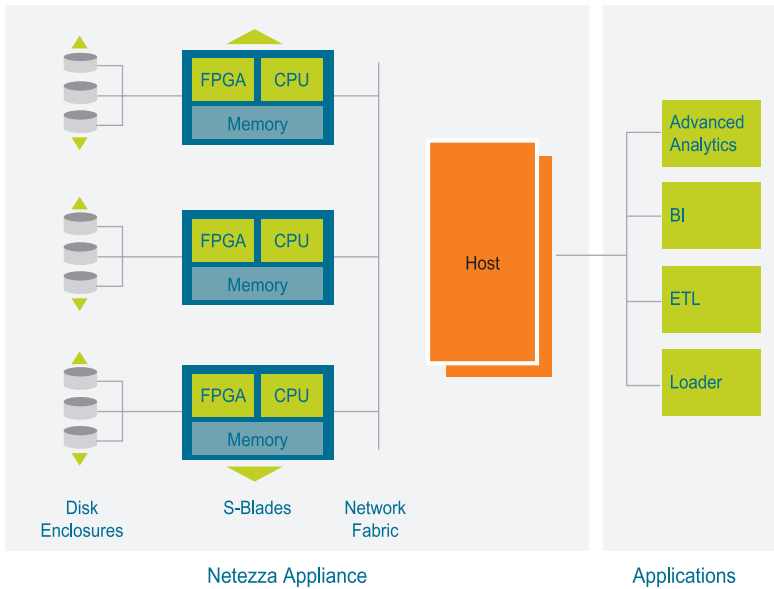 FPGA CPU
Memory
FPGA CPU
Memory
FPGA CPU
Memory
Disk
Enclosures
S-Blades
Network
Fabric
Host
Advanced
Analytics
BI
ETL
Loader
Netezza Appliance
Applications